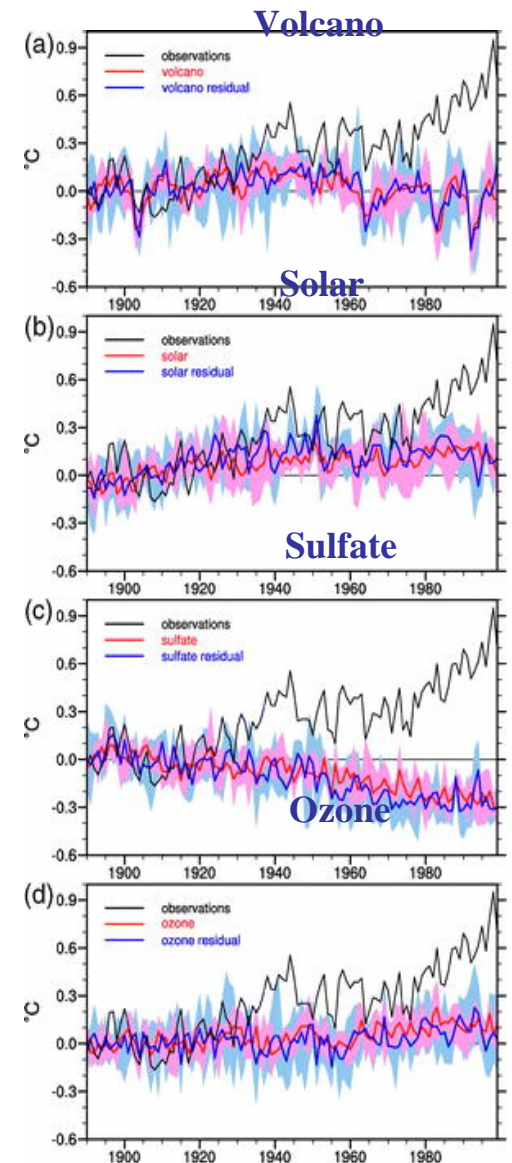 Volcano
(a)
0.9
observations
volcano
volcano residual
0.6
0.3
°C
0.0
-0.3
-0.6
1900 1920 1940 1960 1980
Solar
(b)
0.9
observations
solar
solar residual
0.6
0.3
°C
0.0
-0.3
-0.6
1900 1920 1940 1960 1980
Sulfate
(c)
0.9
observations
sulfate
sulfate residual
0.6
0.3
°C
0.0
-0.3
-0.6
1900 1920 1940 1960 1980
Ozone
(d)
0.9
observations
ozone
ozone residual
0.6
0.3
°C
0.0
-0.3
-0.6
1900 1920 1940 1960 1980